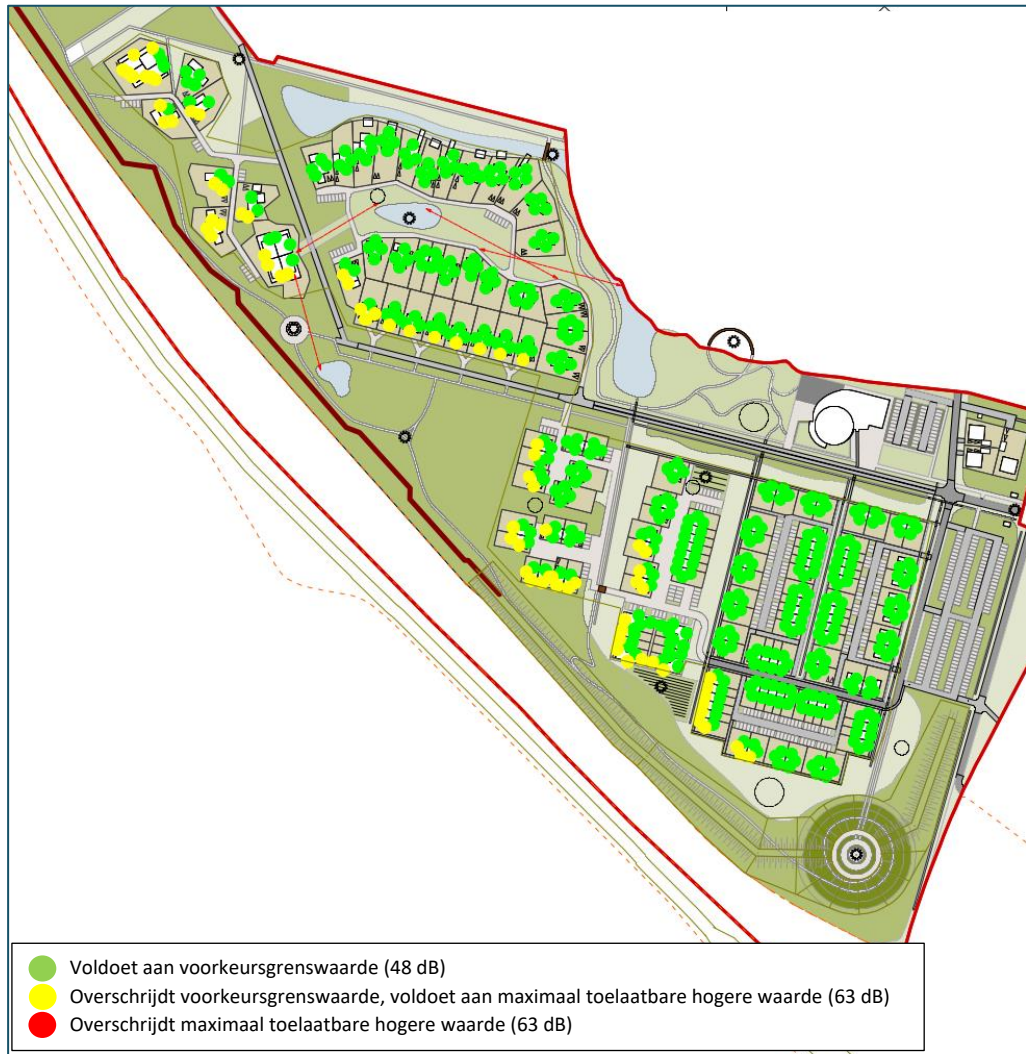 Voldoet aan voorkeursgrenswaarde (48 dB)
Overschrijdt voorkeursgrenswaarde, voldoet aan maximaal toelaatbare hogere waarde (63 dB)
Overschrijdt maximaal toelaatbare hogere waarde (63 dB)